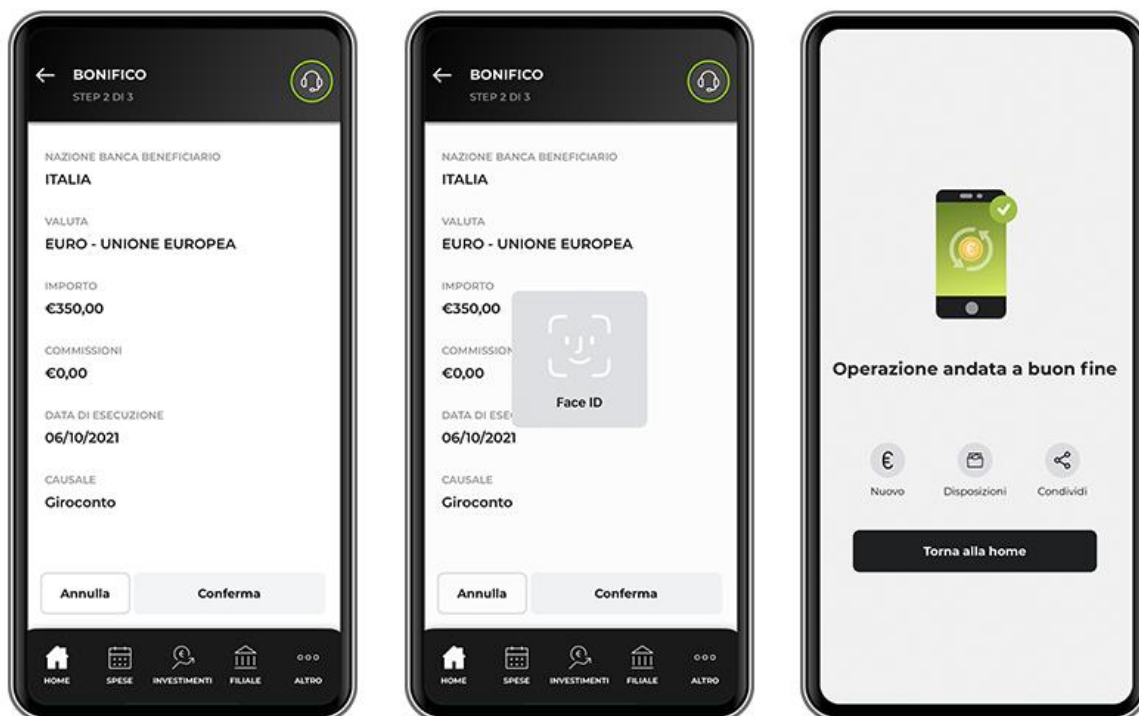 BONIFICO
STEP 2 DI 3
NAZIONE BANCA BENEFICIARIO
ITALIA
VALUTA
EURO - UNIONE EUROPEA
IMPORTO
€350,00
COMMISSIONI
€0,00
DATA DI ESECUZIONE
06/10/2021
CAUSALE
Giroconto
Annulla
Conferma
HOME
SPESE
INVESTIMENTI
FILIALE
ALTRO
BONIFICO
STEP 2 DI 3
NAZIONE BANCA BENEFICIARIO
ITALIA
VALUTA
EURO - UNIONE EUROPEA
IMPORTO
€350,00
COMMISSION
€0,00
Face ID
DATA DI ESE
06/10/2021
CAUSALE
Giroconto
Annulla
Conferma
HOME
SPESE
INVESTIMENTI
FILIALE
ALTRO
€
Operazione andata a buon fine
€
Nuovo
Disposizioni
Condividi
Torna alla home